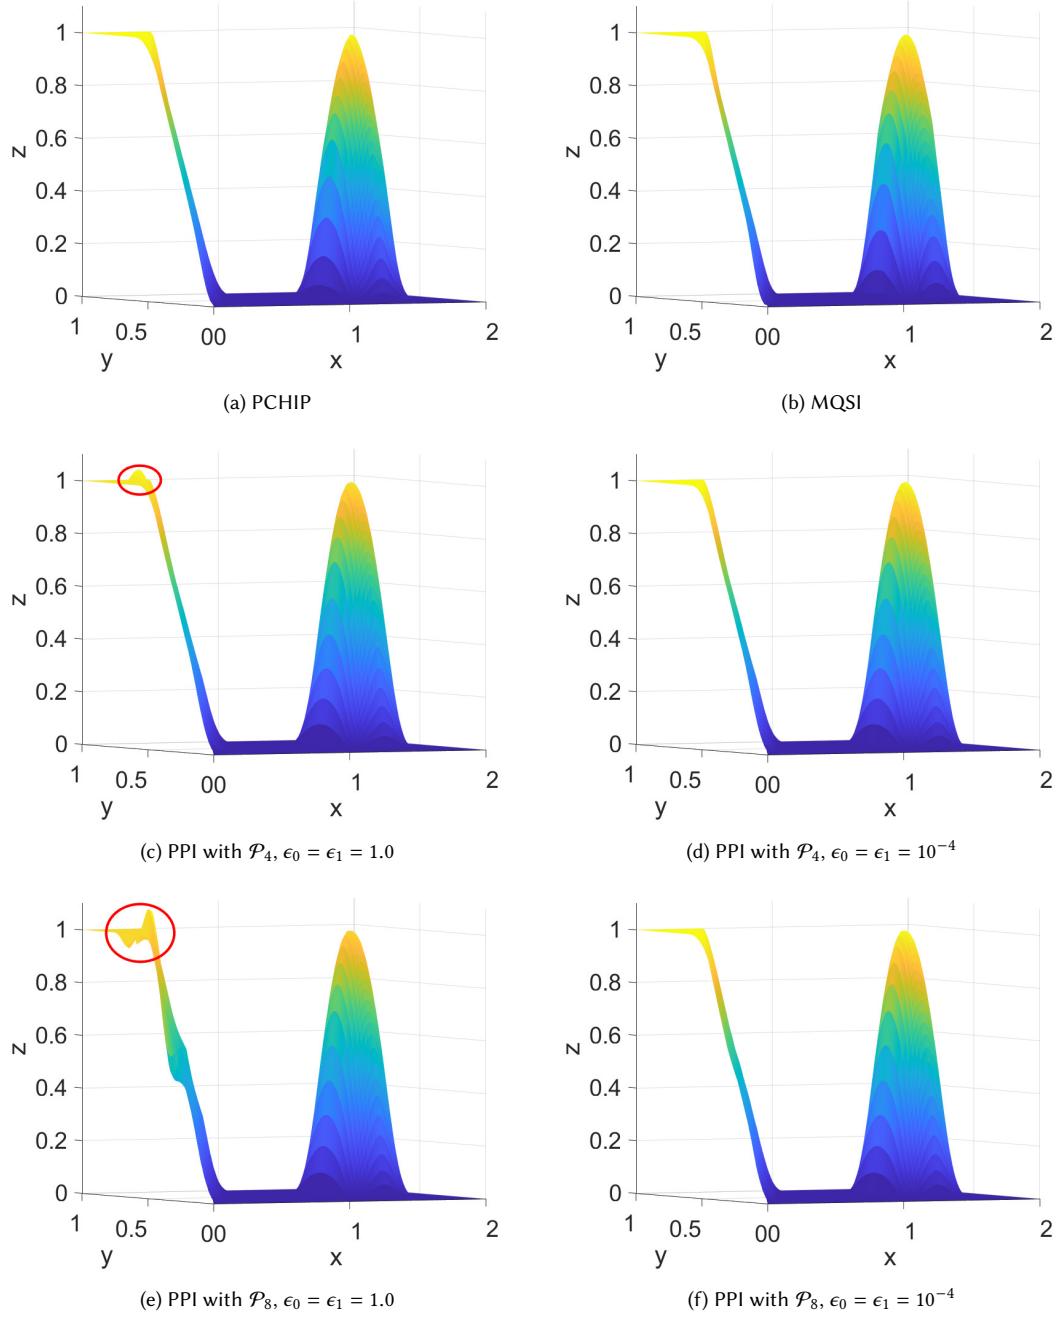 1
0.8
0.6
z
0.4
0.2
0
1
0.5
00
1
2
y
x
(a) PCHIP
1
0.8
0.6
z
0.4
0.2
0
1
0.5
00
1
2
y
x
(b) MQSI
1
0.8
0.6
z
0.4
0.2
0
1
0.5
00
1
2
y
x
(c) PPI with 𝒫₄, ϵ₀ = ϵ₁ = 1.0
1
0.8
0.6
z
0.4
0.2
0
1
0.5
00
1
2
y
x
(d) PPI with 𝒫₄, ϵ₀ = ϵ₁ = 10⁻⁴
1
0.8
0.6
z
0.4
0.2
0
1
0.5
00
1
2
y
x
(e) PPI with 𝒫₈, ϵ₀ = ϵ₁ = 1.0
1
0.8
0.6
z
0.4
0.2
0
1
0.5
00
1
2
y
x
(f) PPI with 𝒫₈, ϵ₀ = ϵ₁ = 10⁻⁴